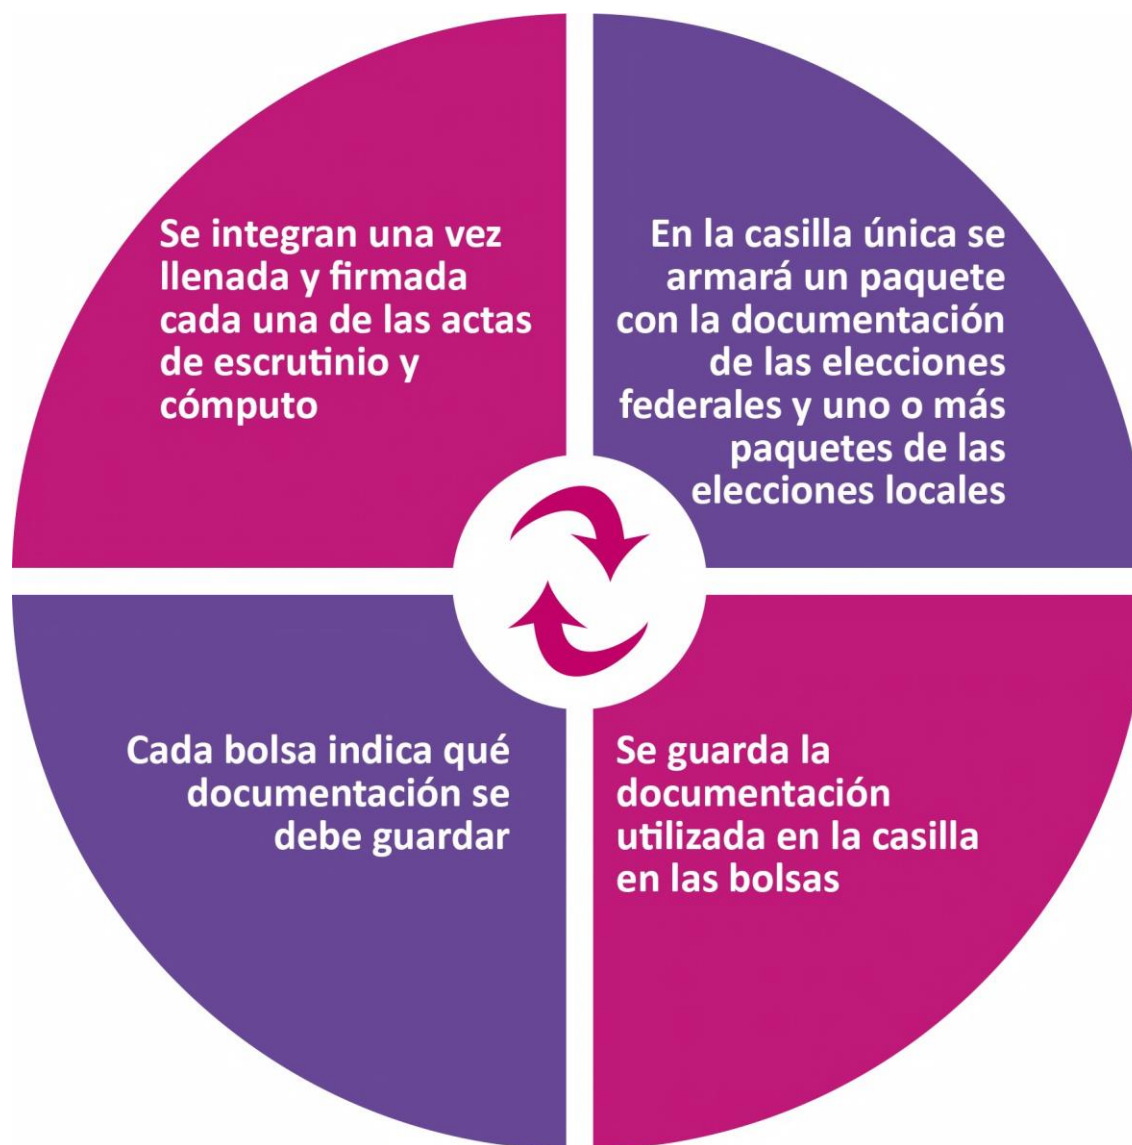 Se integran una vez
llenada y firmada
cada una de las actas
de escrutinio y
cómputo
En la casilla única se
armará un paquete
con la documentación
de las elecciones
federales y uno o más
paquetes de las
elecciones locales
Se guarda la
documentación
utilizada en la casilla
en las bolsas
Cada bolsa indica qué
documentación se
debe guardar